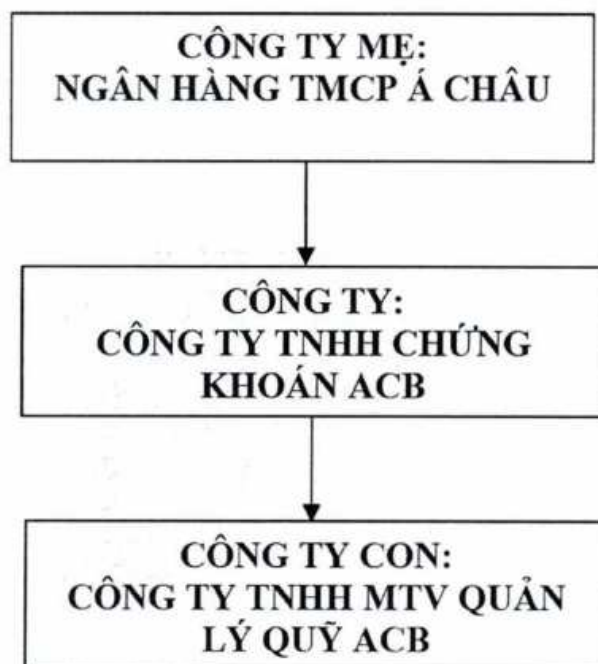 CÔNG TY MẸ:
NGÂN HÀNG TMCP Á CHÂU
CÔNG TY:
CÔNG TY TNHH CHỨNG
KHOÁN ACB
CÔNG TY CON:
CÔNG TY TNHH MTV QUẢN
LÝ QUỸ ACB